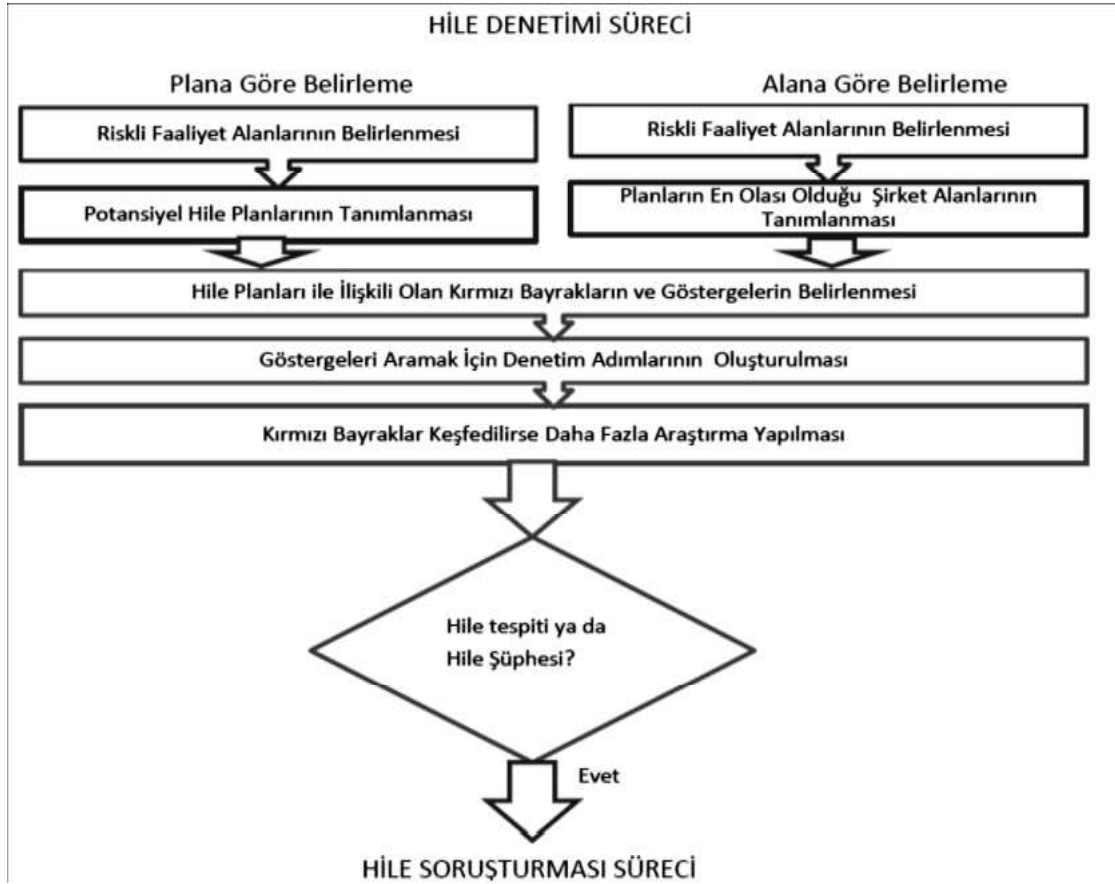 HİLE DENETİMİ SÜRECİ
Plana Göre Belirleme
Alana Göre Belirleme
Riskli Faaliyet Alanlarının Belirlenmesi
Riskli Faaliyet Alanlarının Belirlenmesi
Potansiyel Hile Planlarının Tanımlanması
Planların En Olası Olduğu Şirket Alanlarının
Tanımlanması
Hile Planları ile İlişkili Olan Kırmızı Bayrakların ve Göstergelerin Belirlenmesi
Göstergeleri Aramak İçin Denetim Adımlarının Oluşturulması
Kırmızı Bayraklar Keşfedilirse Daha Fazla Araştırma Yapılması
Hile tespiti ya da
Hile Şüphesi?
Evet
HİLE SORUŞTURMASI SÜRECİ